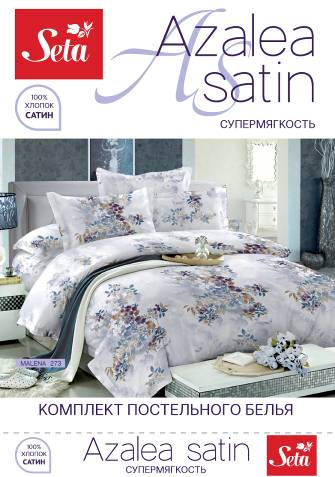 Seta
Azalea
As
satin
100%
ХЛОПОК
САТИН
СУПЕРМЯГКОСТЬ
MALENA 273
КОМПЛЕКТ ПОСТЕЛЬНОГО БЕЛЬЯ
100%
ХЛОПОК
САТИН
Azalea satin
СУПЕРМЯГКОСТЬ
Seta